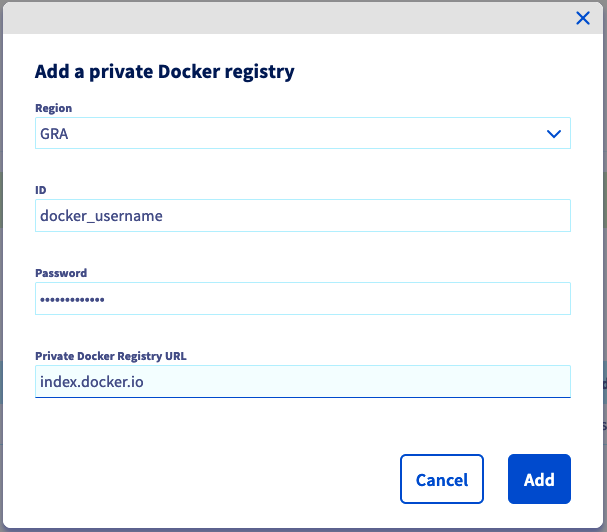 Add a private Docker registry
Region
GRA
ID
docker_username
Password
•••••••••••••
Private Docker Registry URL
index.docker.io
Cancel
Add